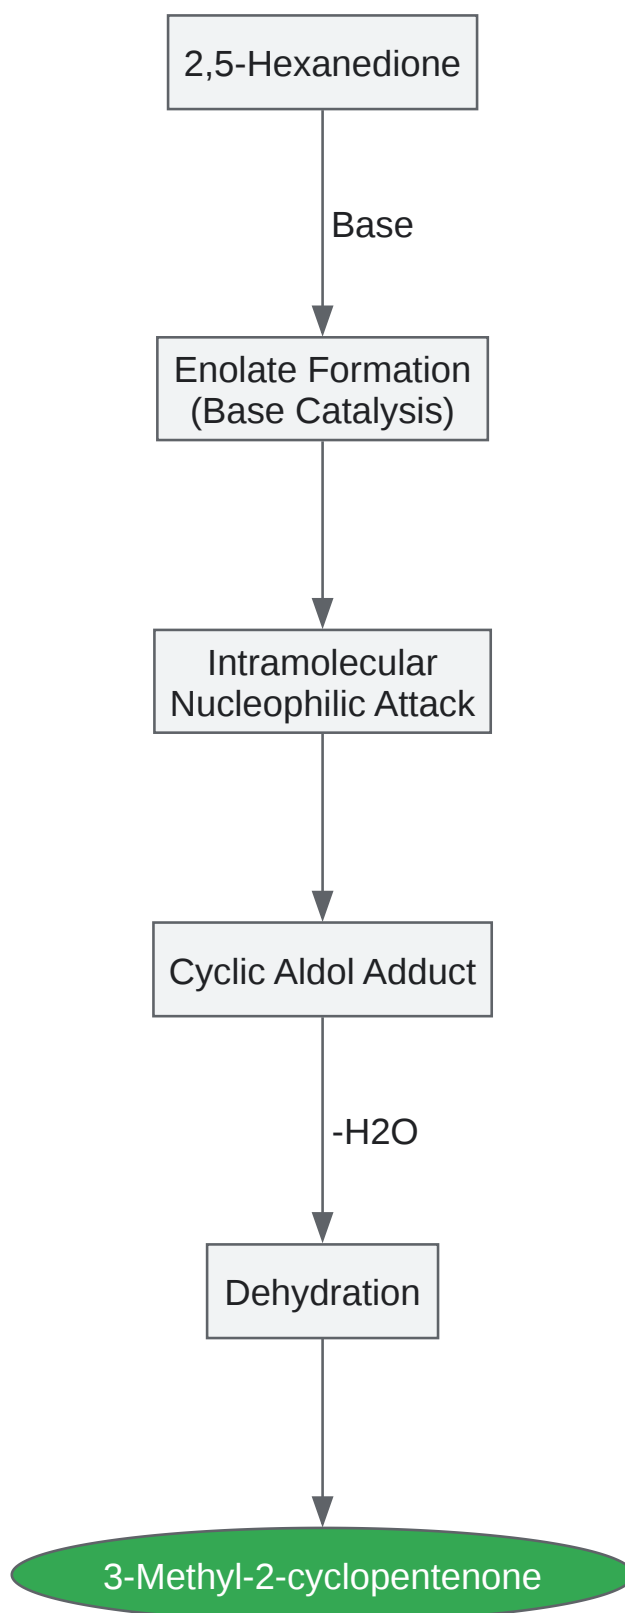 2,5-Hexanedione
Base
Enolate Formation
(Base Catalysis)
Intramolecular
Nucleophilic Attack
Cyclic Aldol Adduct
-H2O
Dehydration
3-Methyl-2-cyclopentenone